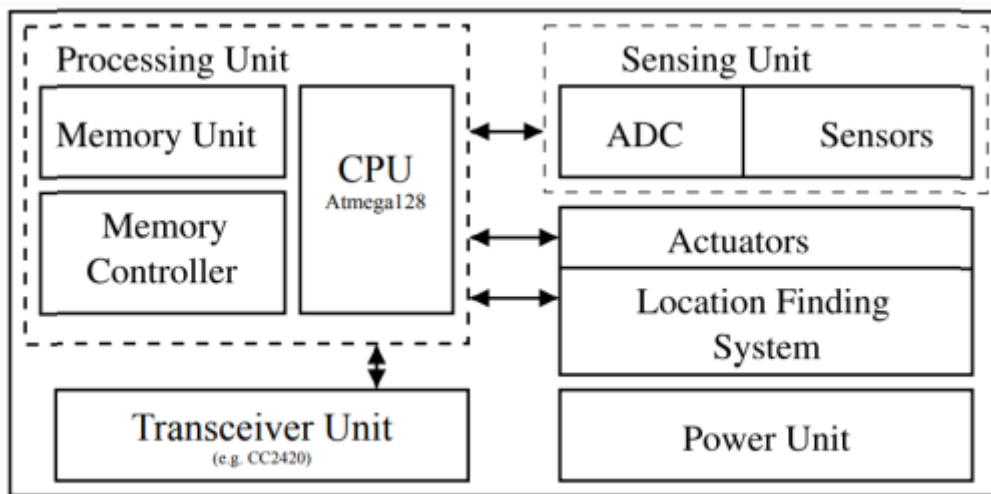 Processing Unit
Memory Unit
Memory
Controller
CPU
Atmega128
Sensing Unit
ADC
Sensors
Actuators
Location Finding
System
Transceiver Unit
(e.g. CC2420)
Power Unit